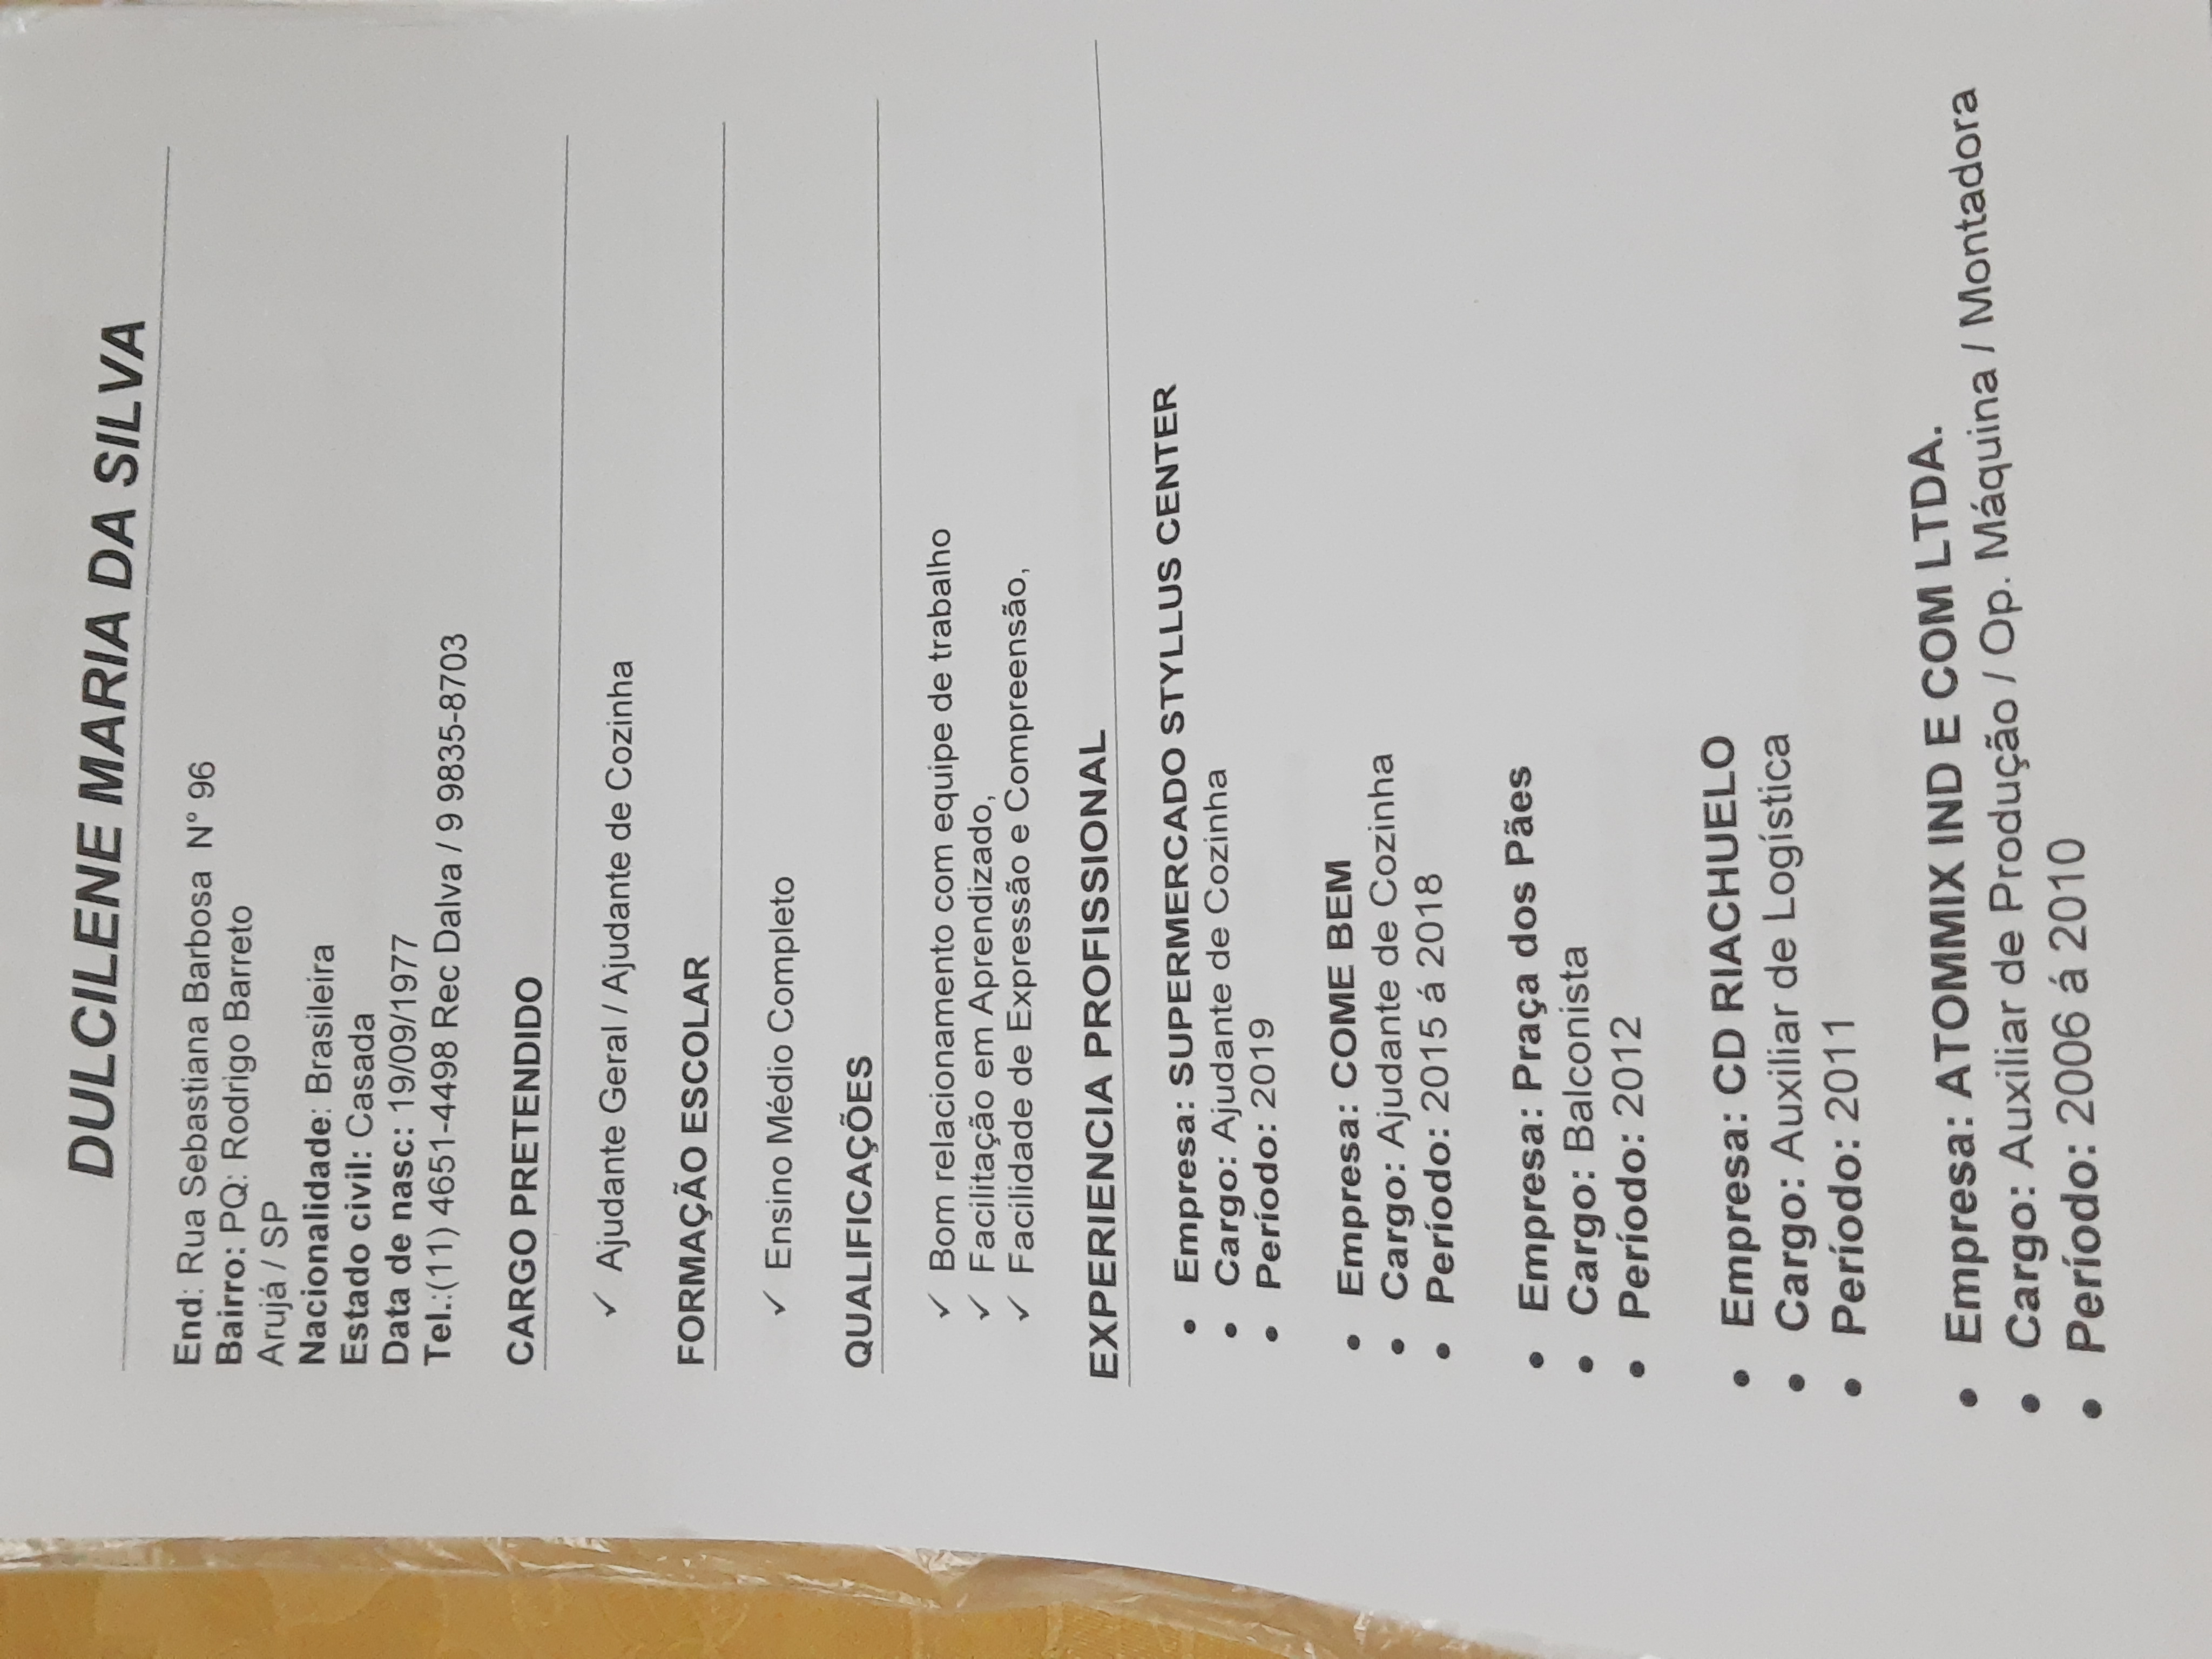 DULCILENE MARIA DA SILVA
End: Rua Sebastiana Barbosa N° 96
Bairro: PQ: Rodrigo Barreto
Arujá / SP
Nacionalidade: Brasileira
Estado civil: Casada
Data de nasc: 19/09/1977
Tel.:(11) 4651-4498 Rec Dalva / 9 9835-8703
CARGO PRETENDIDO
✓ Ajudante Geral / Ajudante de Cozinha
FORMAÇÃO ESCOLAR
✓ Ensino Médio Completo
QUALIFICAÇÕES
✓ Bom relacionamento com equipe de trabalho
✓ Facilitação em Aprendizado,
✓ Facilidade de Expressão e Compreensão,
EXPERIENCIA PROFISSIONAL
• Empresa: SUPERMERCADO STYLLUS CENTER
• Cargo: Ajudante de Cozinha
• Período: 2019
• Empresa: COME BEM
• Cargo: Ajudante de Cozinha
• Período: 2015 á 2018
• Empresa: Praça dos Pães
• Cargo: Balconista
• Período: 2012
• Empresa: CD RIACHUELO
• Cargo: Auxiliar de Logística
• Período: 2011
• Empresa: ATOMMIX IND E COM LTDA.
• Cargo: Auxiliar de Produção / Op. Máquina / Montadora
• Período: 2006 á 2010